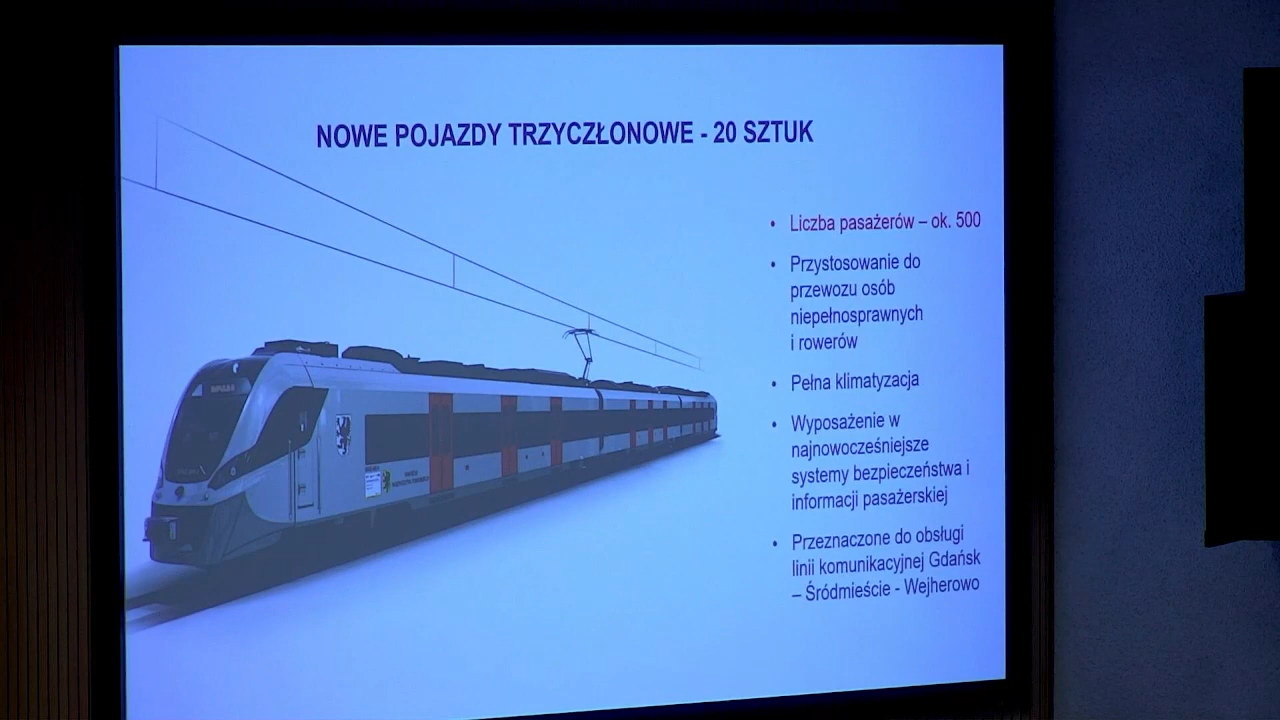 NOWE POJAZDY TRZYCZŁONOWE - 20 SZTUK
• Liczba pasażerów – ok. 500
• Przystosowanie do
przewozu osób
niepełnosprawnych
i rowerów
• Pełna klimatyzacja
• Wyposażenie w
najnowocześniejsze
systemy bezpieczeństwa i
informacji pasażerskiej
• Przeznaczone do obsługi
linii komunikacyjnej Gdańsk
– Śródmieście - Wejherowo